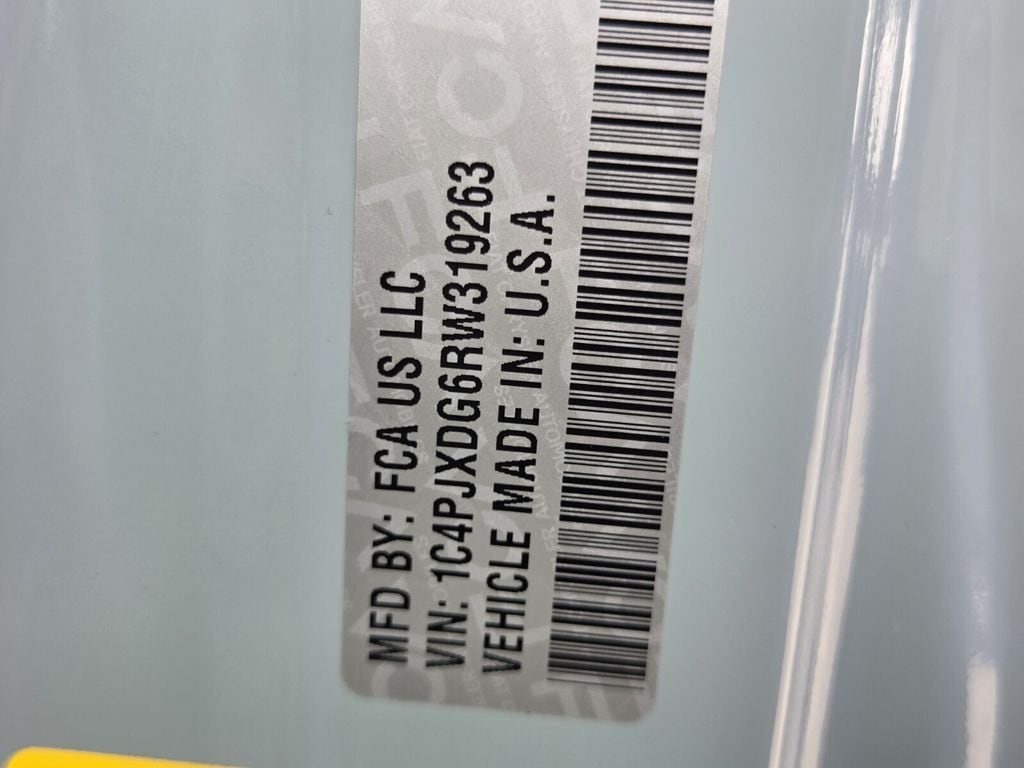 MFD BY: FCA US LLC
VIN: 1C4PJXDG6RW319263
VEHICLE MADE IN: U.S.A.